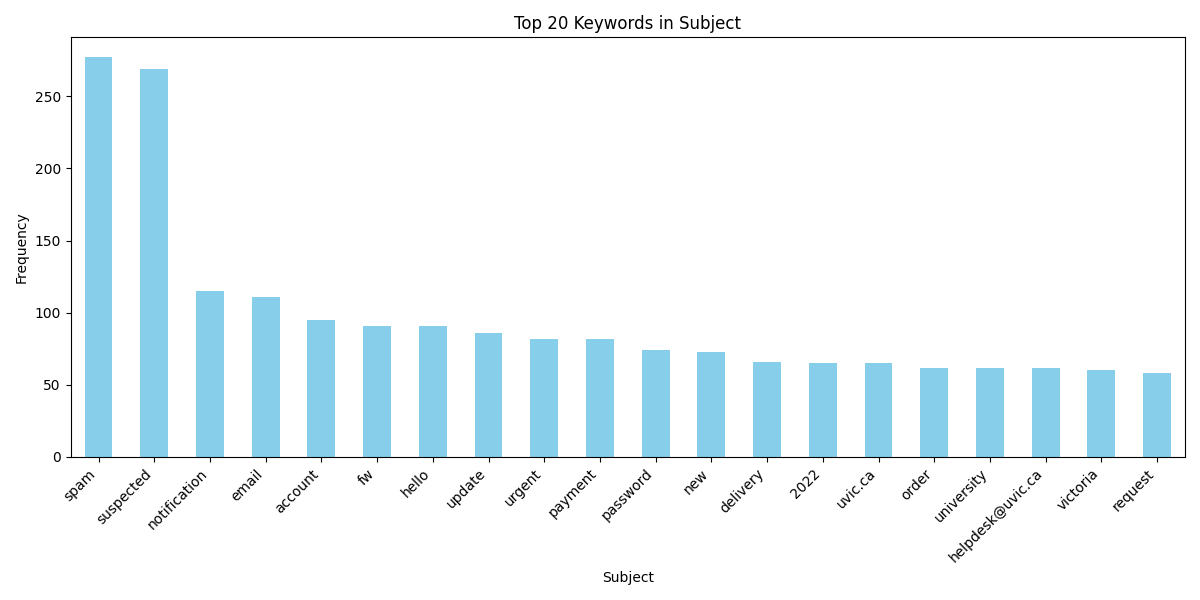 Top 20 Keywords in Subject
Frequency
250
200
150
100
50
0
spam
suspected
notification
email
account
fw
hello
update
urgent
payment
password
new
delivery
2022
uvic.ca
order
university
helpdesk@uvic.ca
victoria
request
Subject